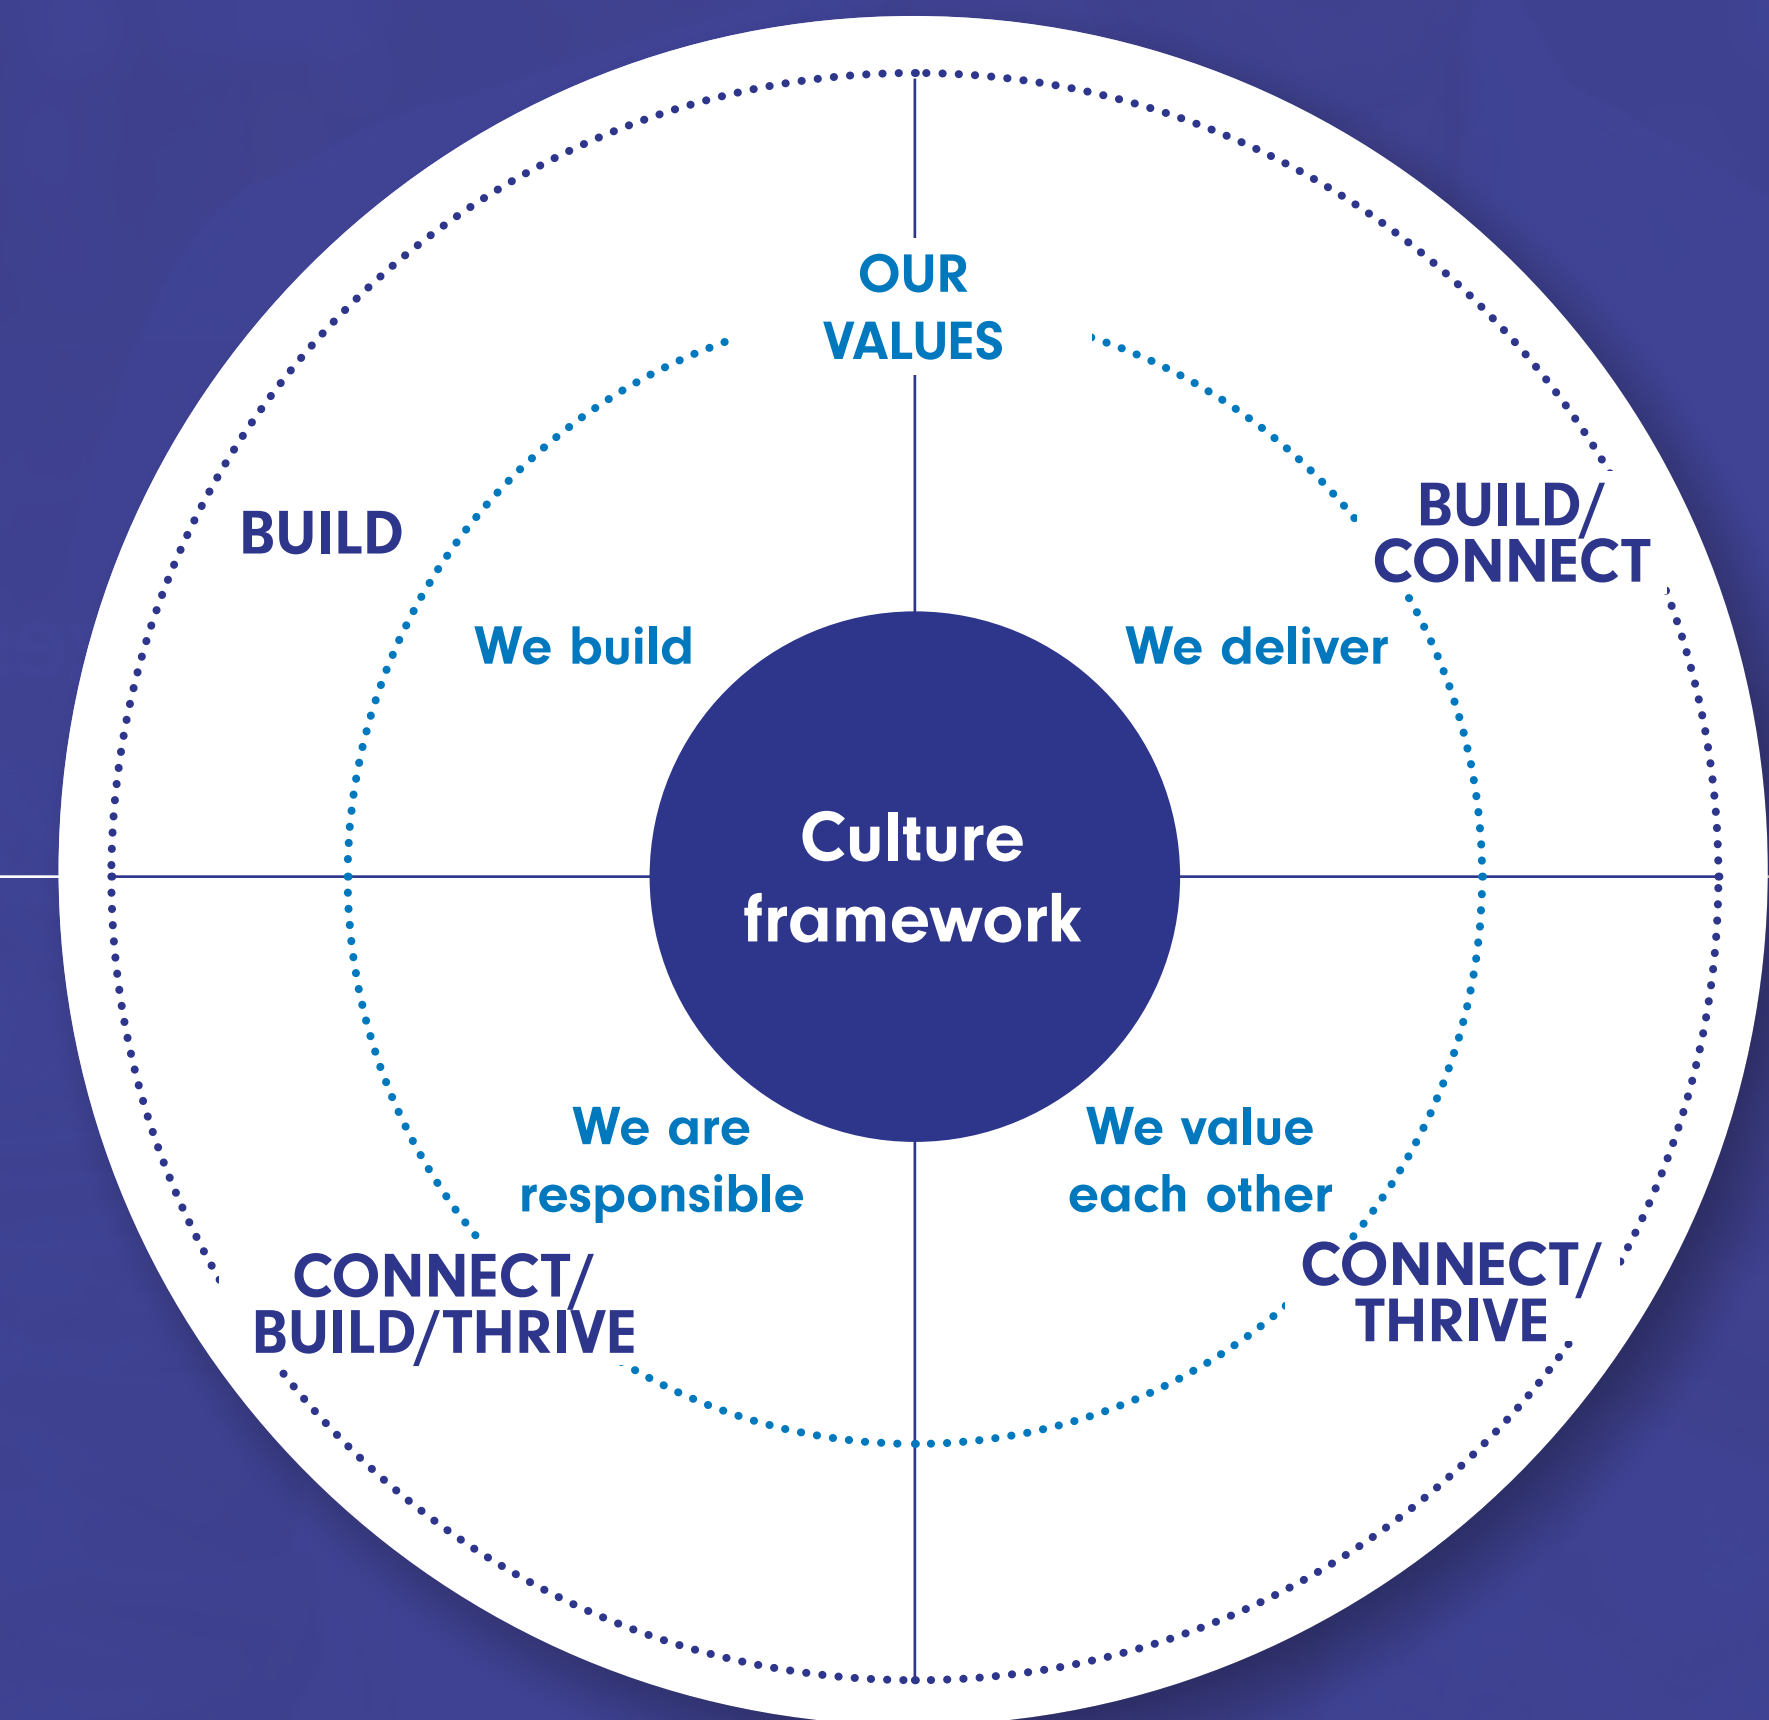 OUR
VALUES
BUILD
BUILD/
CONNECT
We build
We deliver
Culture
framework
We are
responsible
We value
each other
CONNECT/
BUILD/THRIVE
CONNECT/
THRIVE